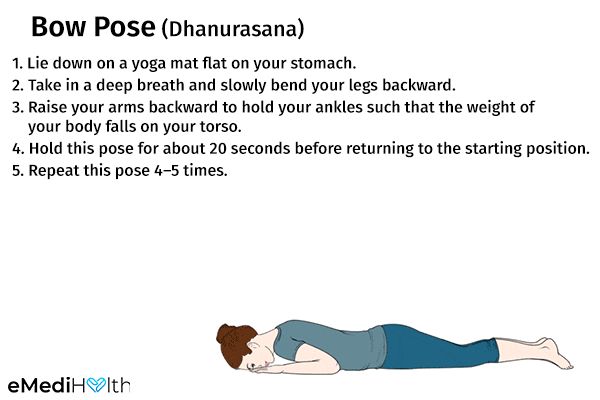 Bow Pose (Dhanurasana)
1. Lie down on a yoga mat flat on your stomach.
2. Take in a deep breath and slowly bend your legs backward.
3. Raise your arms backward to hold your ankles such that the weight of
your body falls on your torso.
4. Hold this pose for about 20 seconds before returning to the starting position.
5. Repeat this pose 4–5 times.
eMediHealth